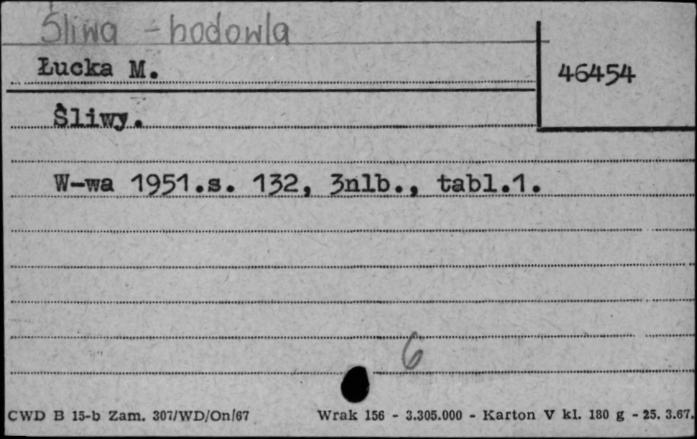 Śliwa - hodowla
Łucka M.
46454
Śliwy.
W-wa 1951.s. 132, 3nlb., tabl.1.
6
CWD B 15-b Zam. 307/WD/On/67 Wrak 156 - 3.305.000 - Karton V kl. 180 g - 25. 3.67.